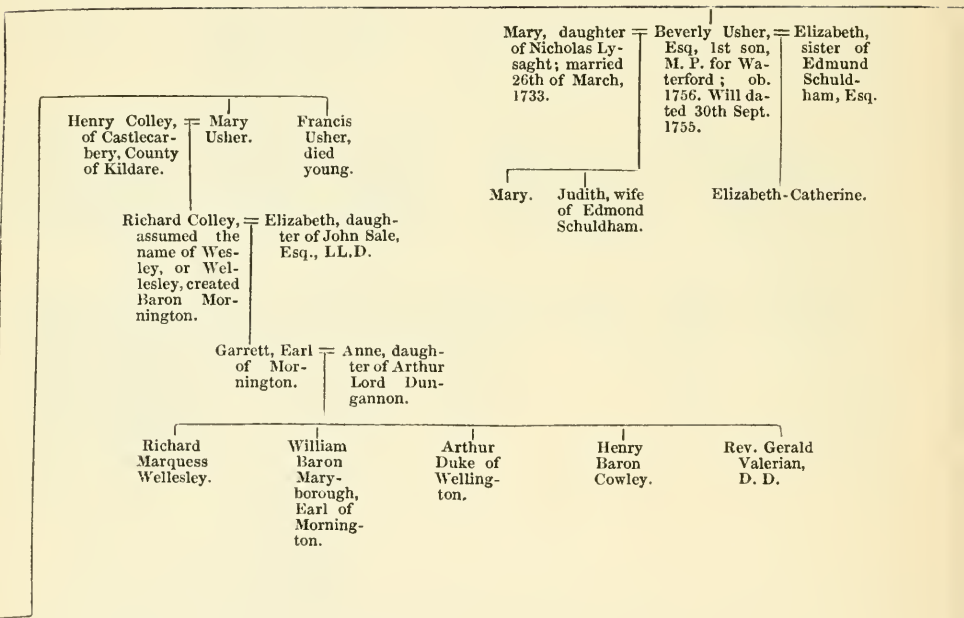 Mary, daughter
of Nicholas Ly-
saght; married
26th of March,
1733.
=
Beverly Usher,
Esq, 1st son,
M. P. for Wa-
terford; ob.
1756. Will da-
ted 30th Sept.
1755.
=
Elizabeth,
sister of
Edmund
Schuld-
ham, Esq.
Henry Colley,
of Castlecar-
bery, County
of Kildare.
=
Mary
Usher.
Francis
Usher,
died
young.
Mary.
Judith, wife
of Edmond
Schuldham.
Elizabeth-Catherine.
Richard Colley,
assumed the
name of Wes-
ley, or Wel-
lesley, created
Baron Mor-
nington.
=
Elizabeth, daugh-
ter of John Sale,
Esq., LL.D.
Garrett, Earl
of Mor-
nington.
=
Anne, daugh-
ter of Arthur
Lord Dun-
gannon.
Richard
Marquess
Wellesley.
William
Baron
Mary-
borough,
Earl of
Morning-
ton.
Arthur
Duke of
Welling-
ton.
Henry
Baron
Cowley.
Rev. Gerald
Valerian,
D. D.